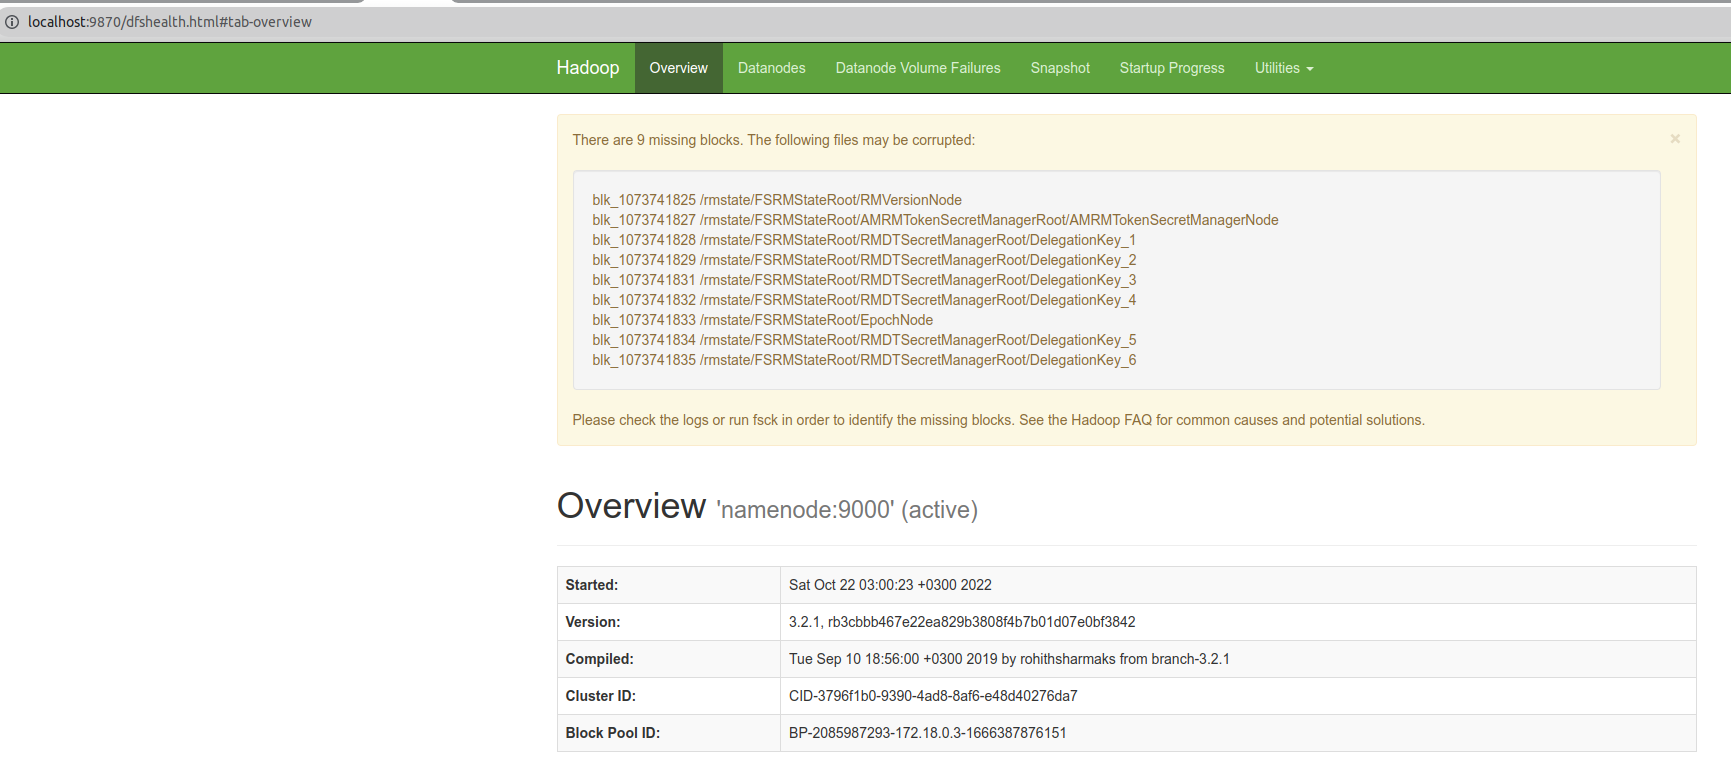 localhost:9870/dfshealth.html#tab-overview
Hadoop Overview Datanodes Datanode Volume Failures Snapshot Startup Progress Utilities
There are 9 missing blocks. The following files may be corrupted:
×
blk_1073741825 /rmstate/FSRMStateRoot/RMVersionNode
blk_1073741827 /rmstate/FSRMStateRoot/AMRMTokenSecretManagerRoot/AMRMTokenSecretManagerNode
blk_1073741828 /rmstate/FSRMStateRoot/RMDTSecretManagerRoot/DelegationKey_1
blk_1073741829 /rmstate/FSRMStateRoot/RMDTSecretManagerRoot/DelegationKey_2
blk_1073741831 /rmstate/FSRMStateRoot/RMDTSecretManagerRoot/DelegationKey_3
blk_1073741832 /rmstate/FSRMStateRoot/RMDTSecretManagerRoot/DelegationKey_4
blk_1073741833 /rmstate/FSRMStateRoot/EpochNode
blk_1073741834 /rmstate/FSRMStateRoot/RMDTSecretManagerRoot/DelegationKey_5
blk_1073741835 /rmstate/FSRMStateRoot/RMDTSecretManagerRoot/DelegationKey_6
Please check the logs or run fsck in order to identify the missing blocks. See the Hadoop FAQ for common causes and potential solutions.
Overview 'namenode:9000' (active)
Started: Sat Oct 22 03:00:23 +0300 2022
Version: 3.2.1, rb3cbbb467e22ea829b3808f4b7b01d07e0bf3842
Compiled: Tue Sep 10 18:56:00 +0300 2019 by rohithsharmaks from branch-3.2.1
Cluster ID: CID-3796f1b0-9390-4ad8-8af6-e48d40276da7
Block Pool ID: BP-2085987293-172.18.0.3-1666387876151